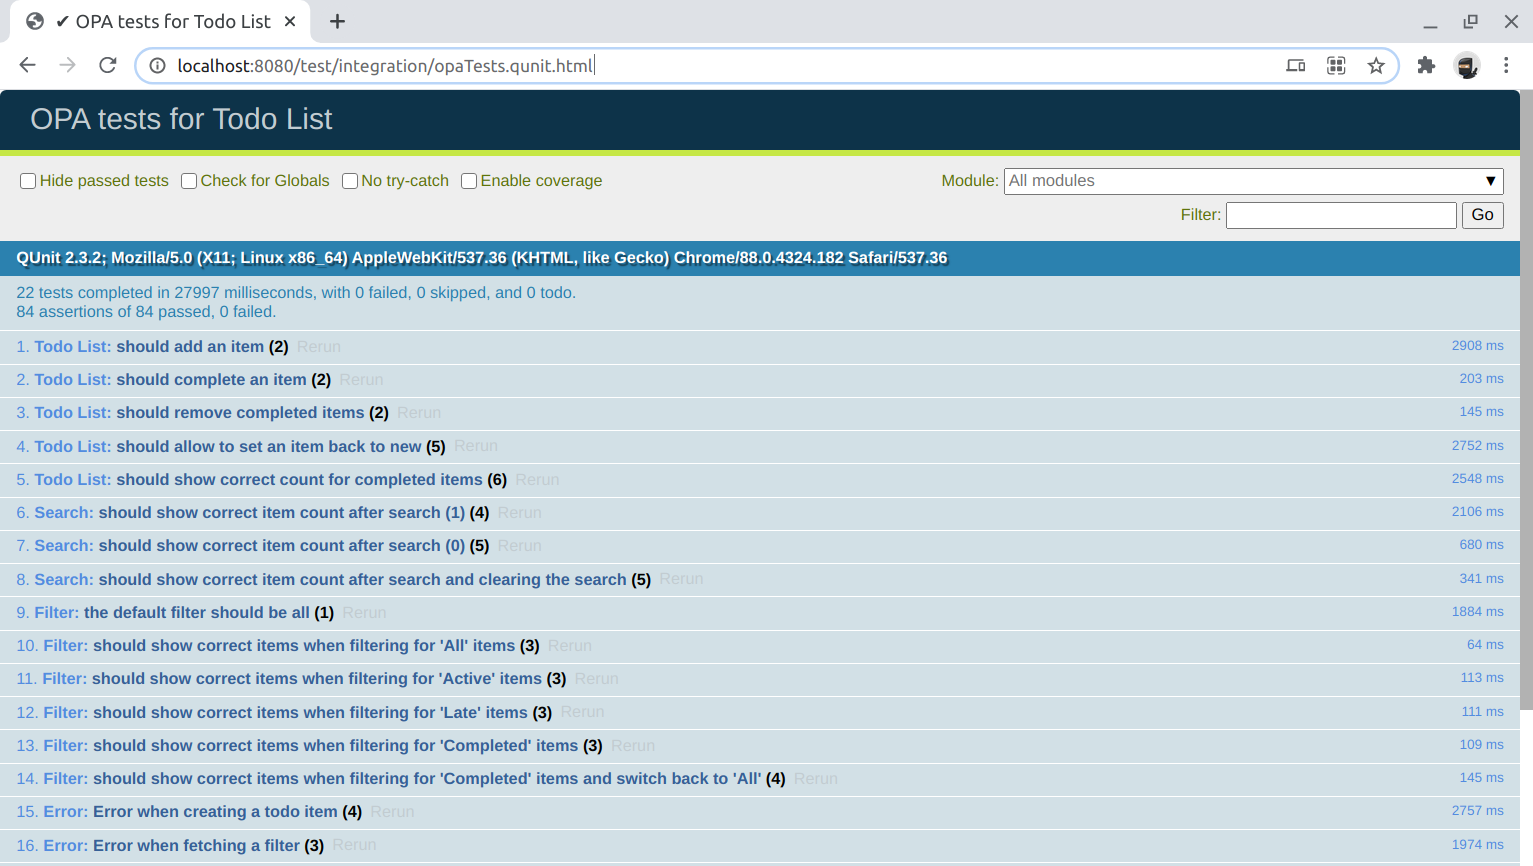 ✔ OPA tests for Todo List
localhost:8080/test/integration/opaTests.qunit.html
OPA tests for Todo List
Hide passed tests Check for Globals No try-catch Enable coverage Module: All modules ▼
Filter: Go
QUnit 2.3.2; Mozilla/5.0 (X11; Linux x86_64) AppleWebKit/537.36 (KHTML, like Gecko) Chrome/88.0.4324.182 Safari/537.36
22 tests completed in 27997 milliseconds, with 0 failed, 0 skipped, and 0 todo.
84 assertions of 84 passed, 0 failed.
1. Todo List: should add an item (2) Rerun 2908 ms
2. Todo List: should complete an item (2) Rerun 203 ms
3. Todo List: should remove completed items (2) Rerun 145 ms
4. Todo List: should allow to set an item back to new (5) Rerun 2752 ms
5. Todo List: should show correct count for completed items (6) Rerun 2548 ms
6. Search: should show correct item count after search (1) (4) Rerun 2106 ms
7. Search: should show correct item count after search (0) (5) Rerun 680 ms
8. Search: should show correct item count after search and clearing the search (5) Rerun 341 ms
9. Filter: the default filter should be all (1) Rerun 1884 ms
10. Filter: should show correct items when filtering for 'All' items (3) Rerun 64 ms
11. Filter: should show correct items when filtering for 'Active' items (3) Rerun 113 ms
12. Filter: should show correct items when filtering for 'Late' items (3) Rerun 111 ms
13. Filter: should show correct items when filtering for 'Completed' items (3) Rerun 109 ms
14. Filter: should show correct items when filtering for 'Completed' items and switch back to 'All' (4) Rerun 145 ms
15. Error: Error when creating a todo item (4) Rerun 2757 ms
16. Error: Error when fetching a filter (3) Rerun 1974 ms